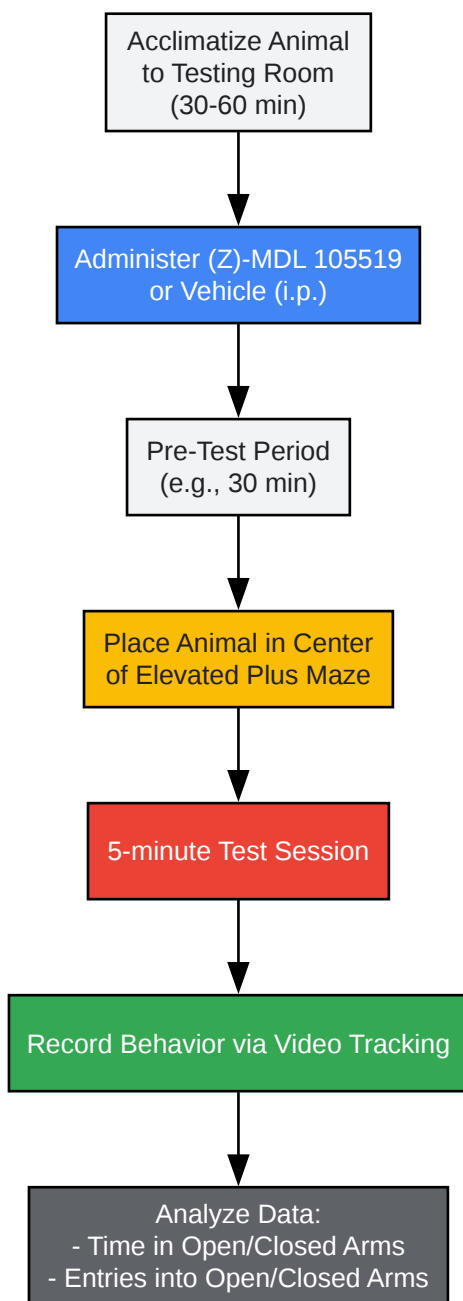 Acclimatize Animal
to Testing Room
(30-60 min)
Administer (Z)-MDL 105519
or Vehicle (i.p.)
Pre-Test Period
(e.g., 30 min)
Place Animal in Center
of Elevated Plus Maze
5-minute Test Session
Record Behavior via Video Tracking
Analyze Data:
- Time in Open/Closed Arms
- Entries into Open/Closed Arms